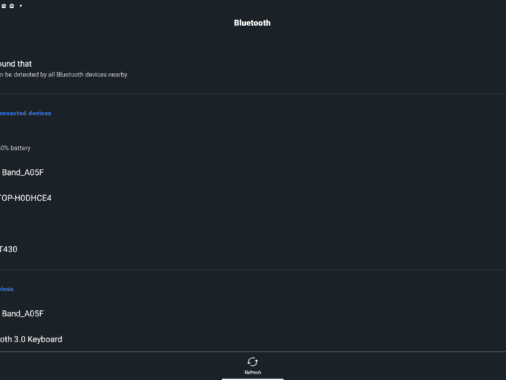 Bluetooth
ound that
n be detected by all Bluetooth devices nearby
onnected devices
0% battery
Band_A05F
TOP-H0DHCE4
T430
vices
Band_A05F
oth 3.0 Keyboard
Refresh